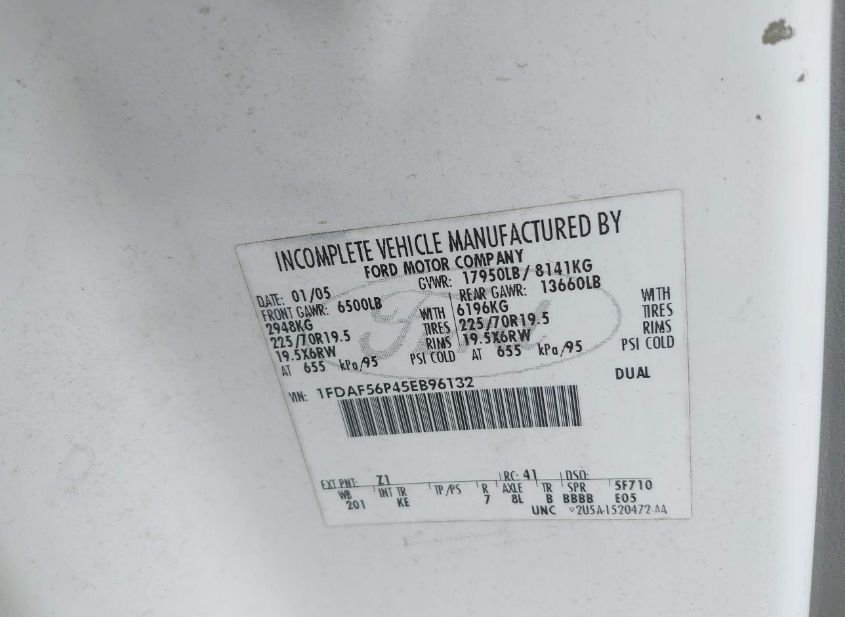 INCOMPLETE VEHICLE MANUFACTURED BY
FORD MOTOR COMPANY
DATE: 01/05 GVWR: 17950LB / 8141KG
FRONT GAWR: 6500LB REAR GAWR: 13660LB
2948KG WITH 6196KG WITH
225/70R19.5 TIRES 225/70R19.5 TIRES
19.5X6RW RIMS 19.5X6RW RIMS
AT 655 kPa/95 PSI COLD AT 655 kPa/95 PSI COLD
VIN: 1FDAF56P45EB96132 DUAL
EXT PNT: Z1 RC: 41 DSO:
WB INT TR TP/PS R AXLE TR SPR 5F710
201 KE 7 8L B BBBB E05
UNC 2U5A-1520472-AA